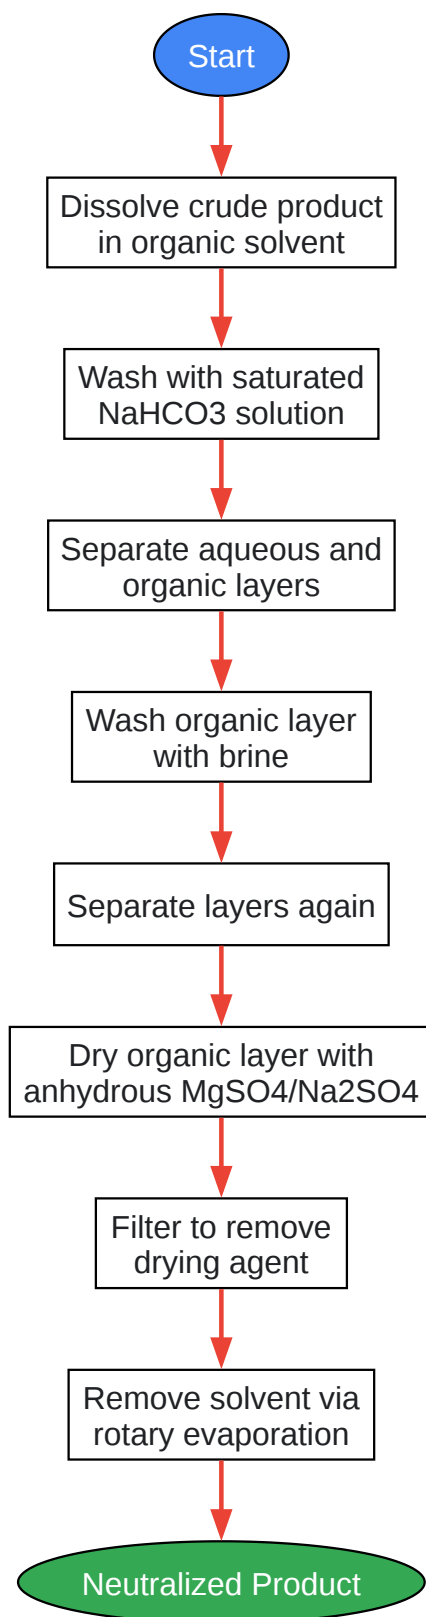 Start
Dissolve crude product
in organic solvent
Wash with saturated
NaHCO3 solution
Separate aqueous and
organic layers
Wash organic layer
with brine
Separate layers again
Dry organic layer with
anhydrous MgSO4/Na2SO4
Filter to remove
drying agent
Remove solvent via
rotary evaporation
Neutralized Product